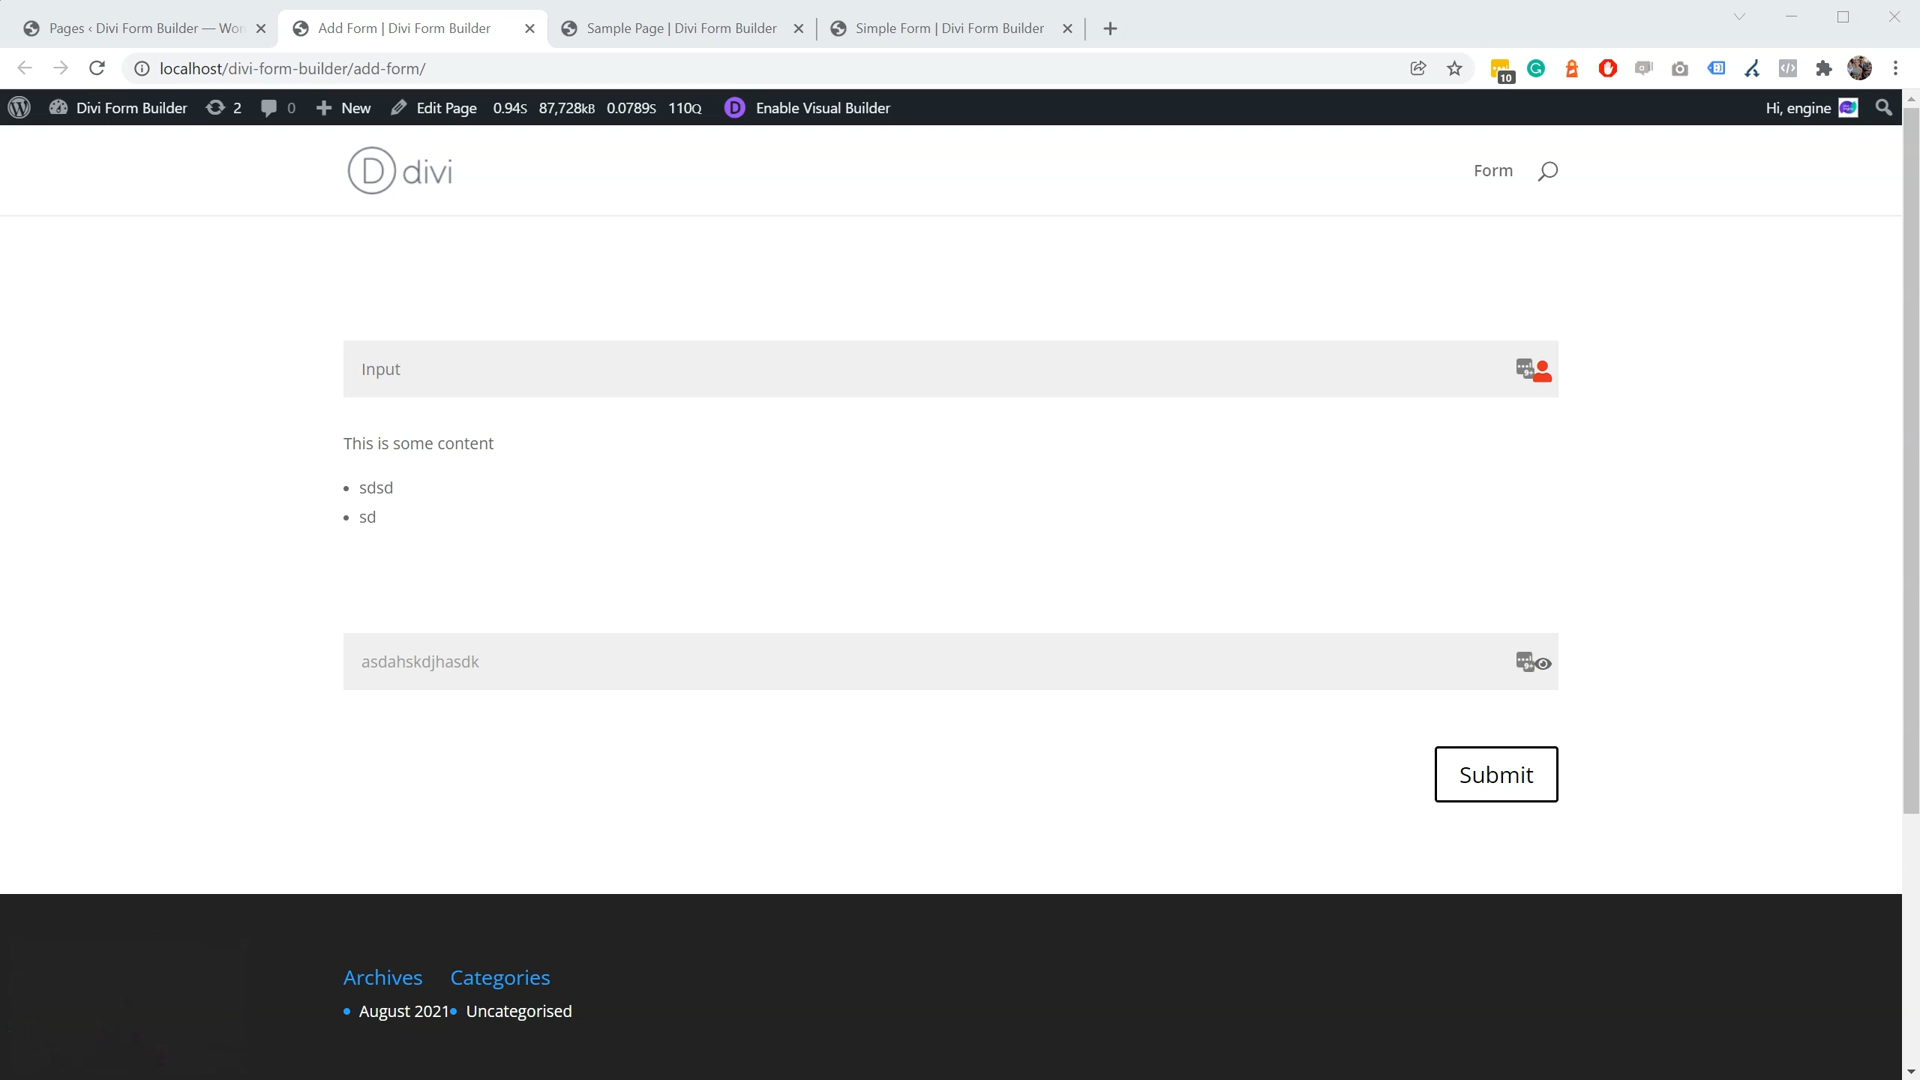 Pages ‹ Divi Form Builder — Wor
Add Form | Divi Form Builder
Sample Page | Divi Form Builder
Simple Form | Divi Form Builder
localhost/divi-form-builder/add-form/
10
Divi Form Builder
2
0
New
Edit Page
0.94s
87,728kB
0.0789s
110Q
D
Enable Visual Builder
Hi, engine
D divi
Form
Input
This is some content
sdsd
sd
asdahskdjhasdk
Submit
Archives
Categories
August 2021
Uncategorised